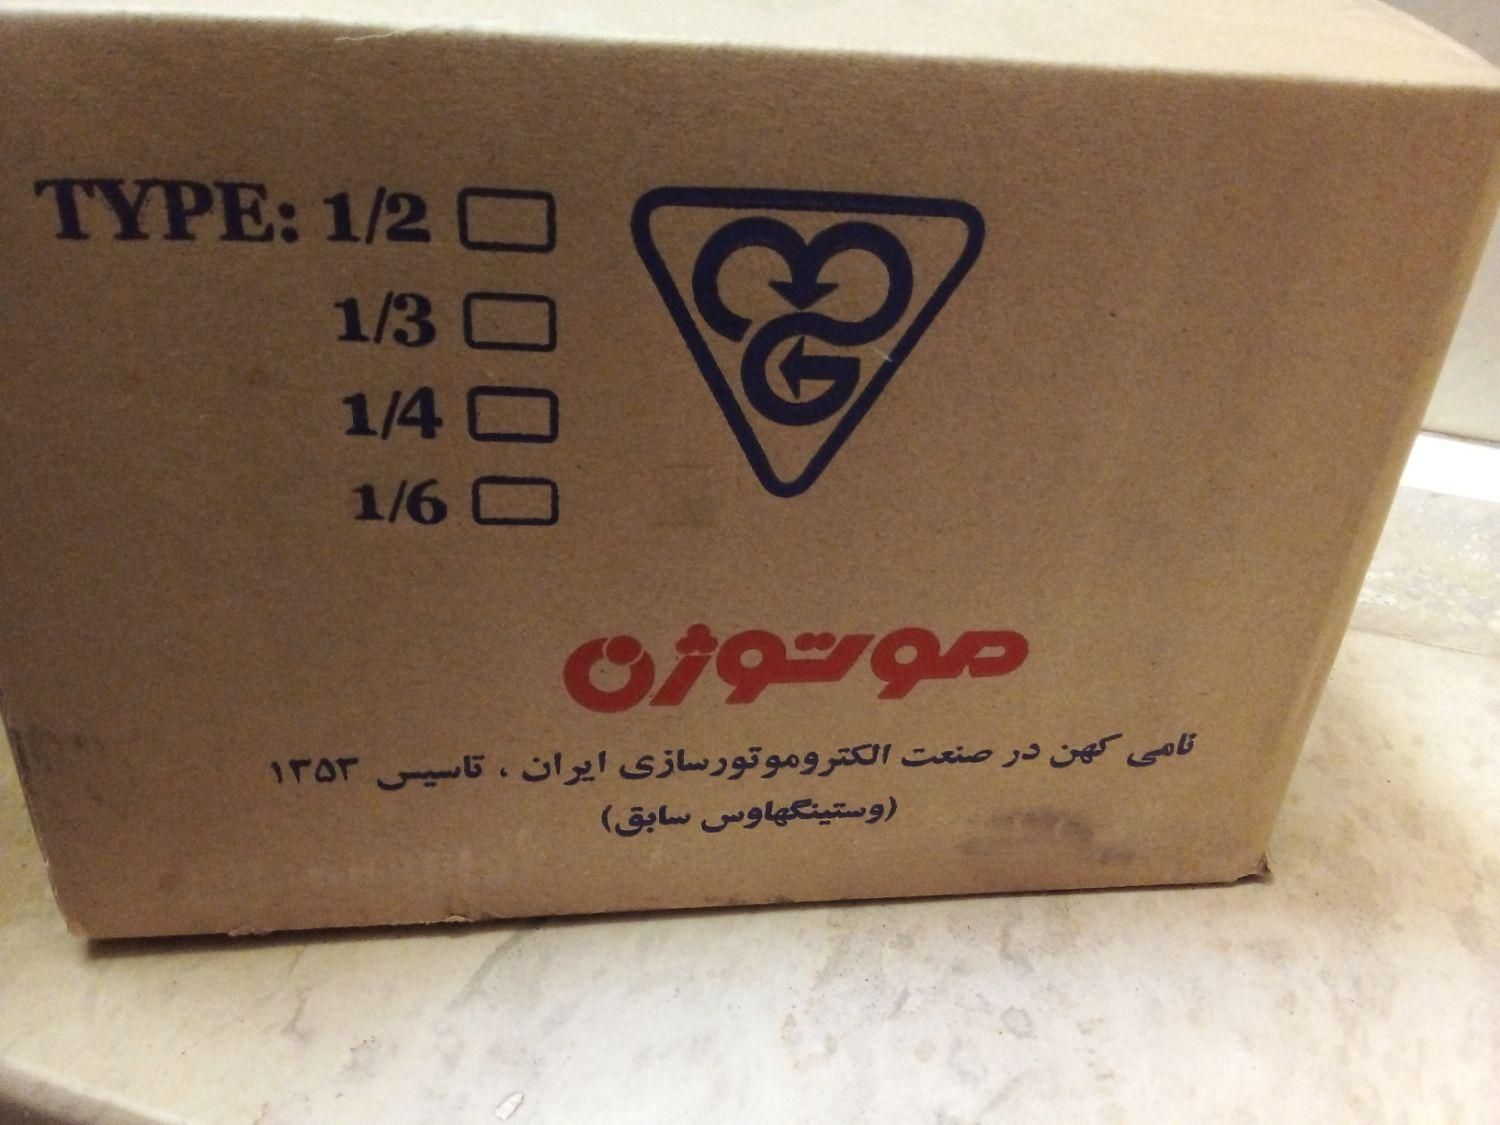 TYPE: 1/2
1/3
1/4
1/6
موتوژن
نامی کهن در صنعت الکتروموتورسازی ایران ، تاسیس ۱۳۵۲
(وستینگهاوس سابق)